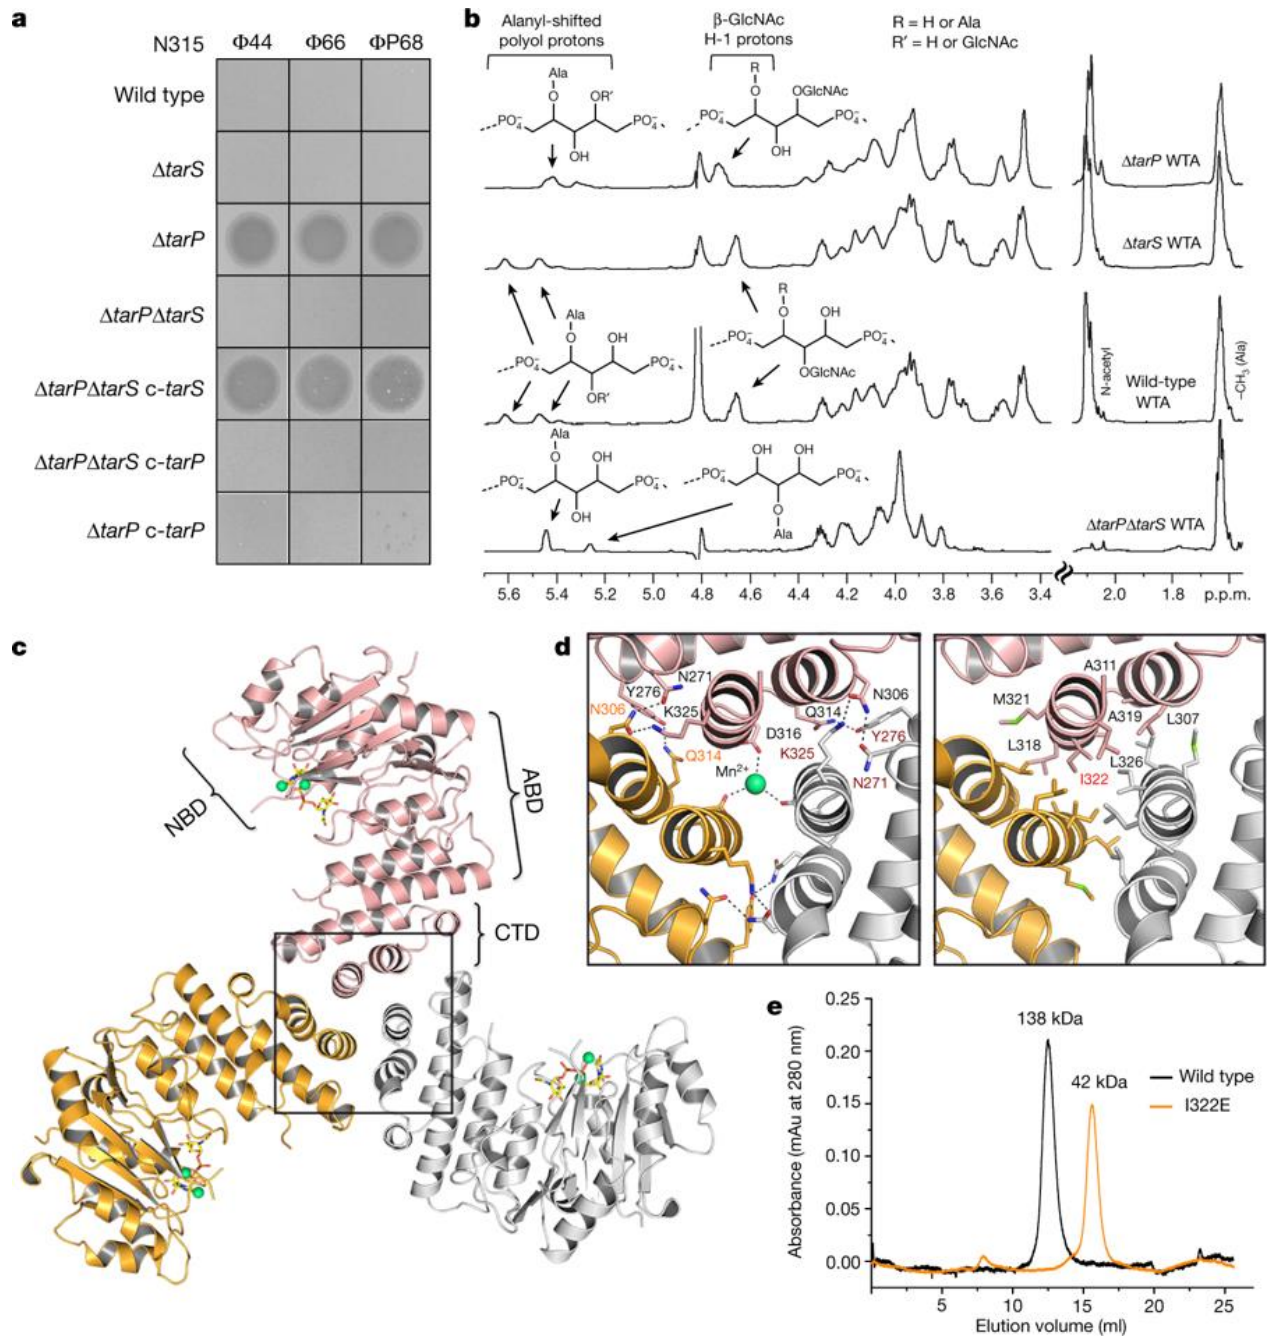 a
N315 Φ44 Φ66 ΦP68
Wild type
ΔtarS
ΔtarP
ΔtarPΔtarS
ΔtarPΔtarS c-tarS
ΔtarPΔtarS c-tarP
ΔtarP c-tarP
b
Alanyl-shifted
polyol protons
β-GlcNAc
H-1 protons
R = H or Ala
R′ = H or GlcNAc
Ala
O
OR′
PO₄⁻
PO₄⁻
OH
R
O
OGlcNAc
PO₄⁻
PO₄⁻
OH
ΔtarP WTA
ΔtarS WTA
Ala
O
OH
PO₄⁻
PO₄⁻
OR′
R
O
OH
PO₄⁻
PO₄⁻
OGlcNAc
N-acetyl
Wild-type
WTA
–CH₃ (Ala)
Ala
O
OH
PO₄⁻
PO₄⁻
OH
OH OH
PO₄⁻
PO₄⁻
O
Ala
ΔtarPΔtarS WTA
5.6 5.4 5.2 5.0 4.8 4.6 4.4 4.2 4.0 3.8 3.6 3.4 2.0 1.8 p.p.m.
c
NBD
ABD
CTD
d
N271
Y276
N306
K325
Q314
D316
Mn²⁺
Q314
N306
K325
Y276
N271
A311
M321
A319
L307
L318
L326
I322
e
138 kDa
42 kDa
Wild type
I322E
Absorbance (mAu at 280 nm)
0.25
0.20
0.15
0.10
0.05
0.00
5 10 15 20 25
Elution volume (ml)